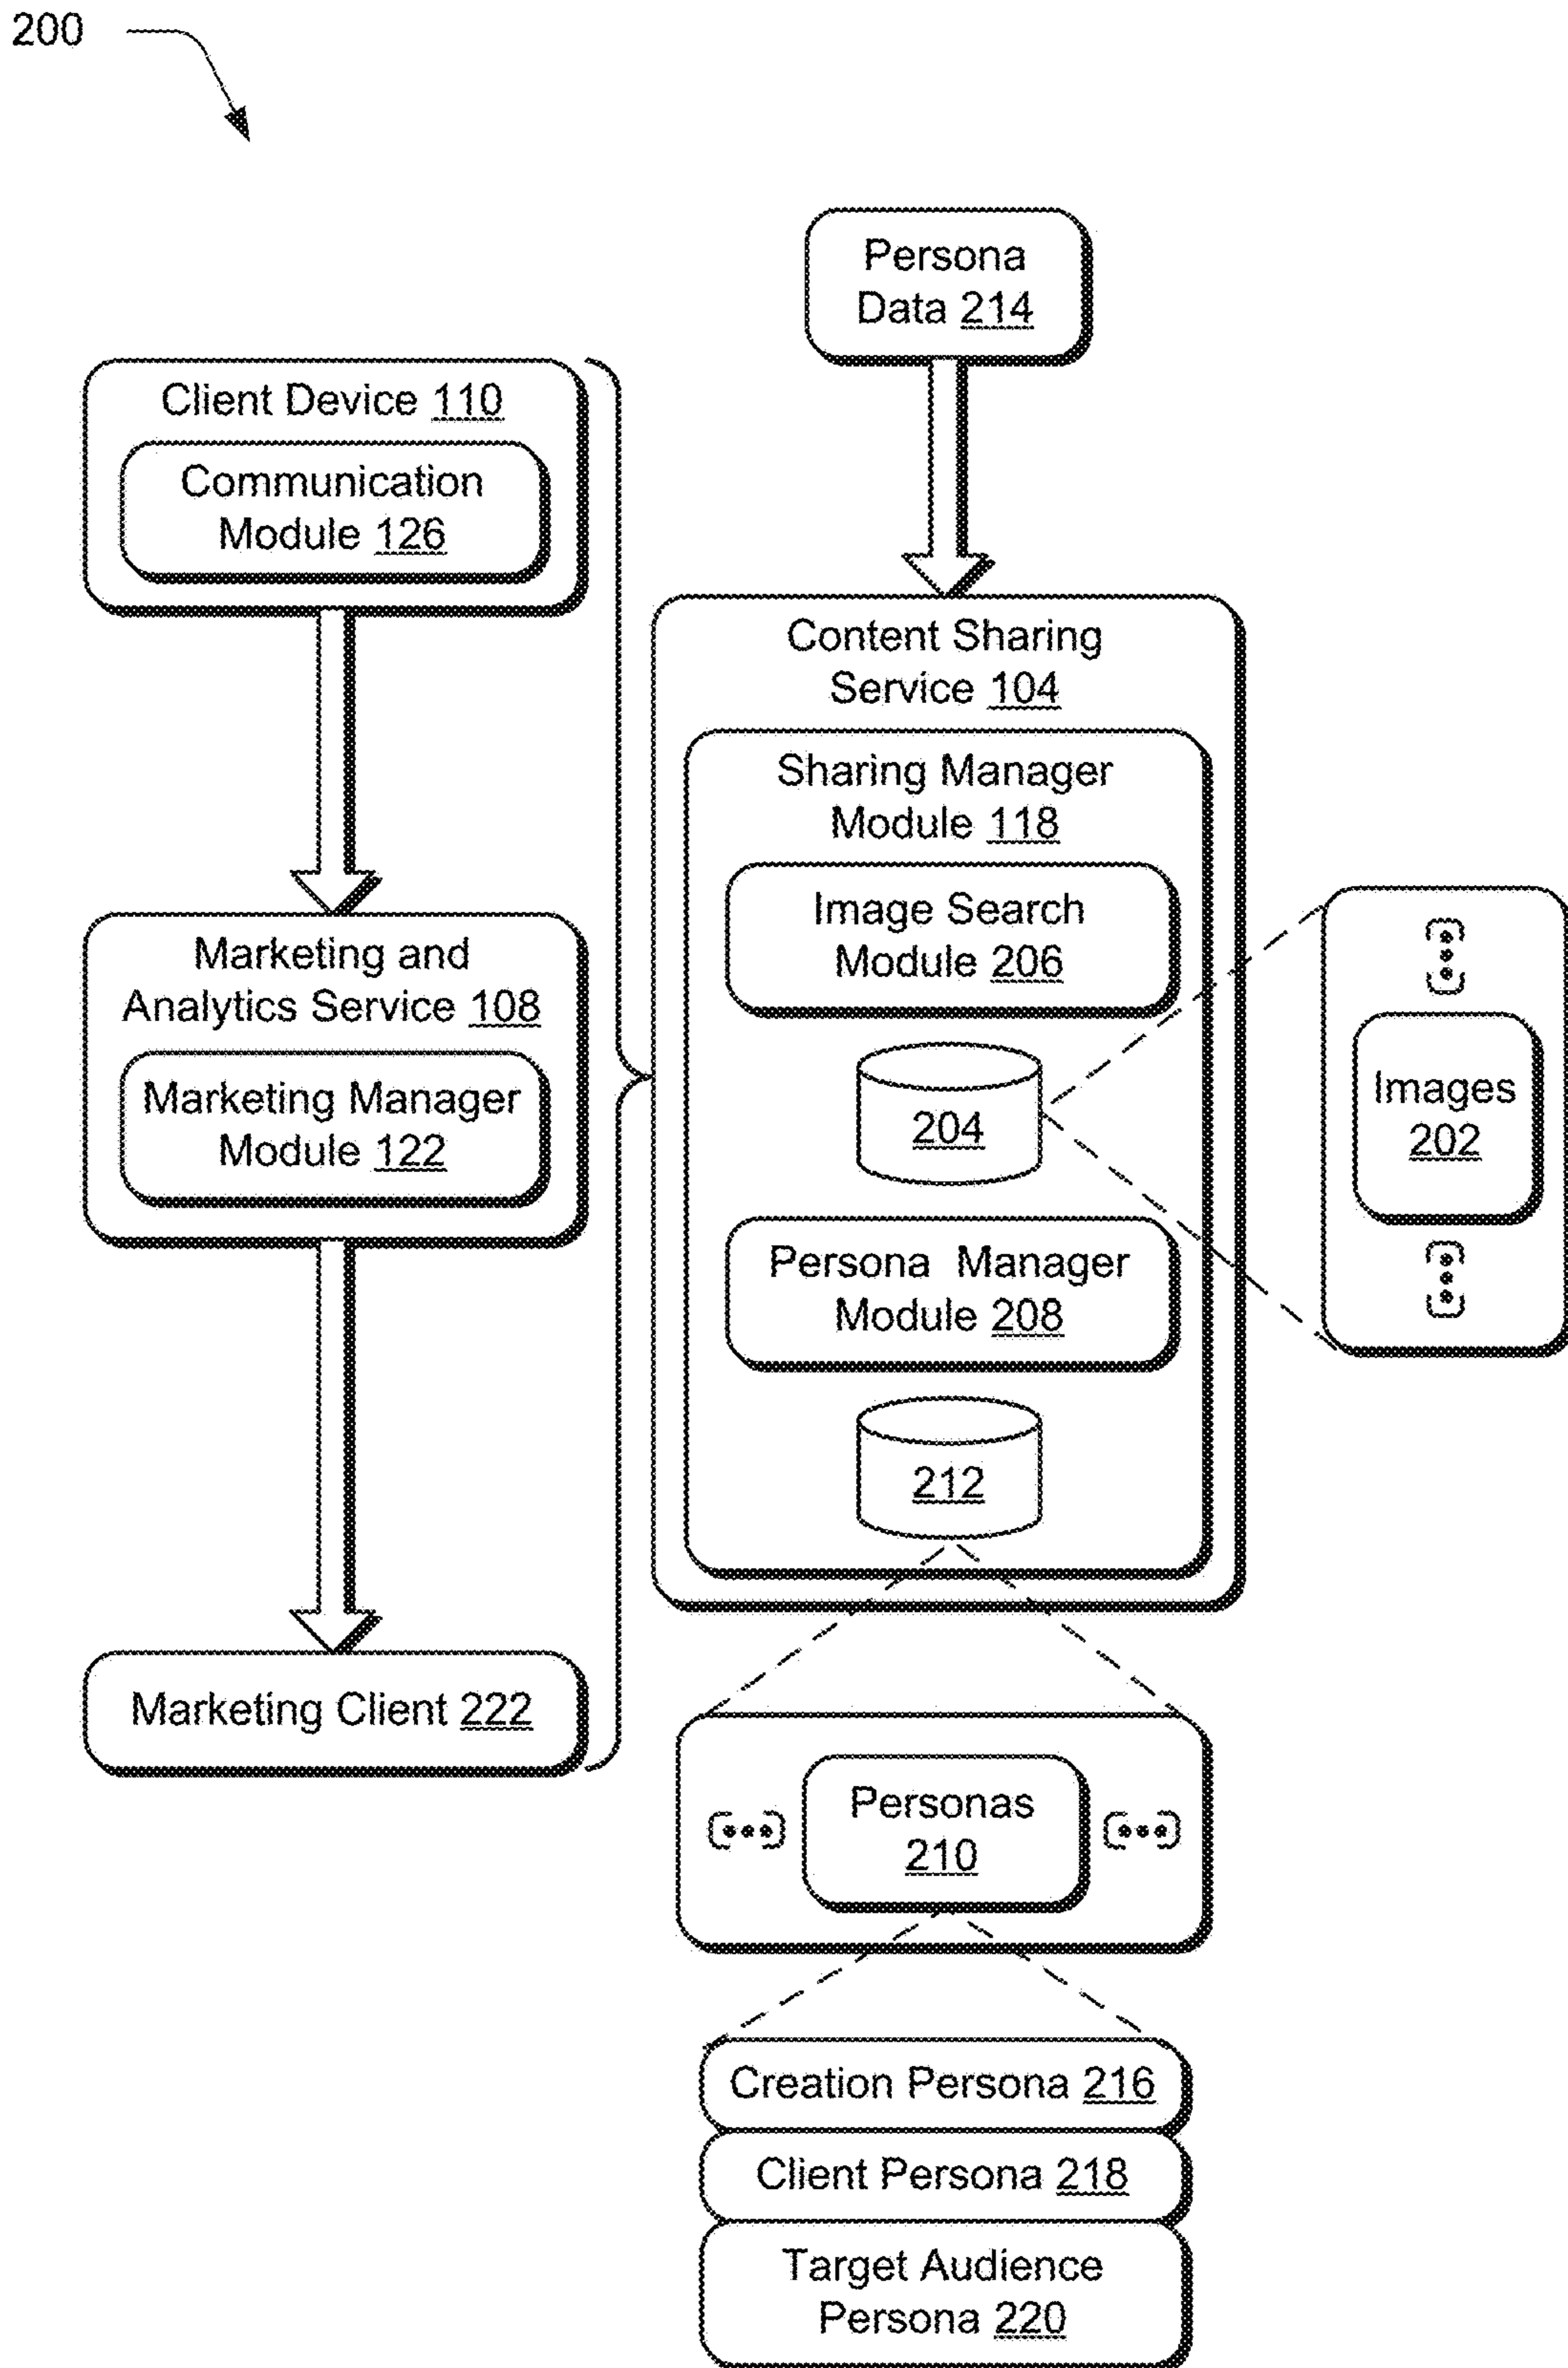 200
Persona
Data 214
Client Device 110
Communication
Module 126
Content Sharing
Service 104
Sharing Manager
Module 118
Image Search
Module 206
Marketing and
Analytics Service 108
Marketing Manager
Module 122
204
Images
202
Persona Manager
Module 208
212
Marketing Client 222
Personas
210
Creation Persona 216
Client Persona 218
Target Audience
Persona 220